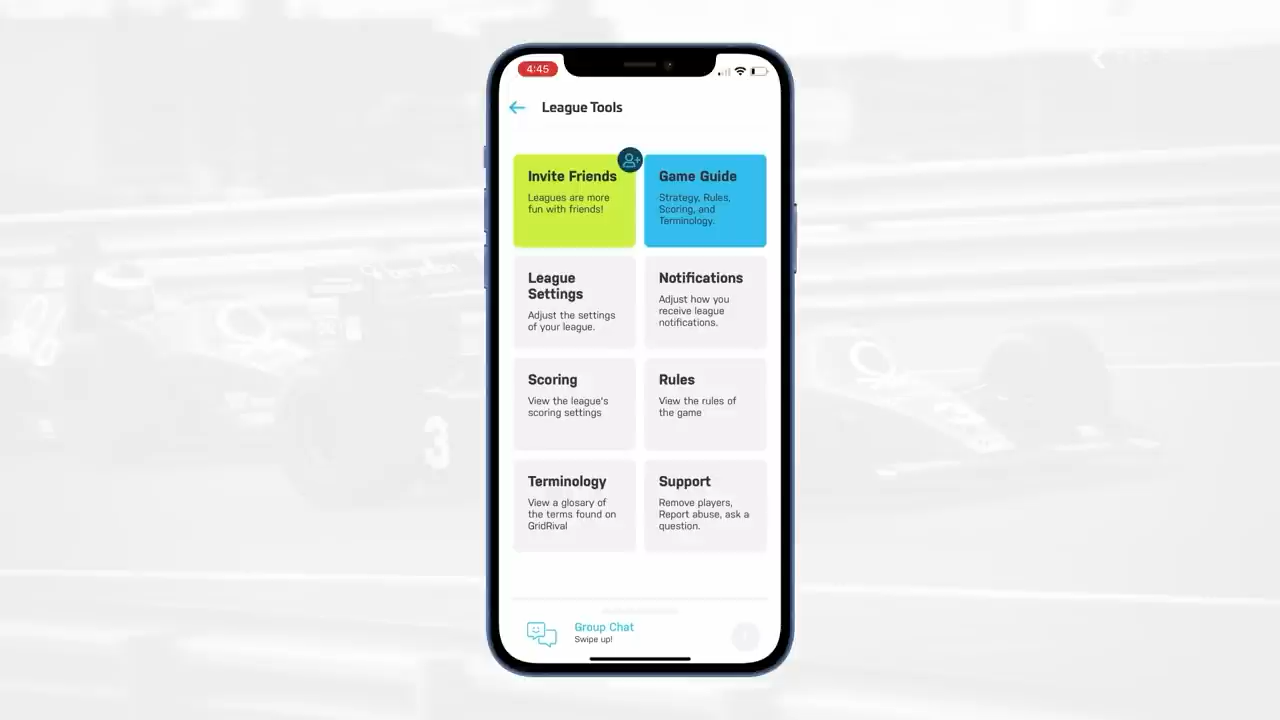 4:45
League Tools
Invite Friends
Leagues are more
fun with friends!
Game Guide
Strategy, Rules,
Scoring, and
Terminology.
League
Settings
Adjust the settings
of your league.
Notifications
Adjust how you
receive league
notifications.
Scoring
View the league's
scoring settings
Rules
View the rules of
the game
Terminology
View a glosary of
the terms found on
GridRival
Support
Remove players,
Report abuse, ask a
question.
Group Chat
Swipe up!
3